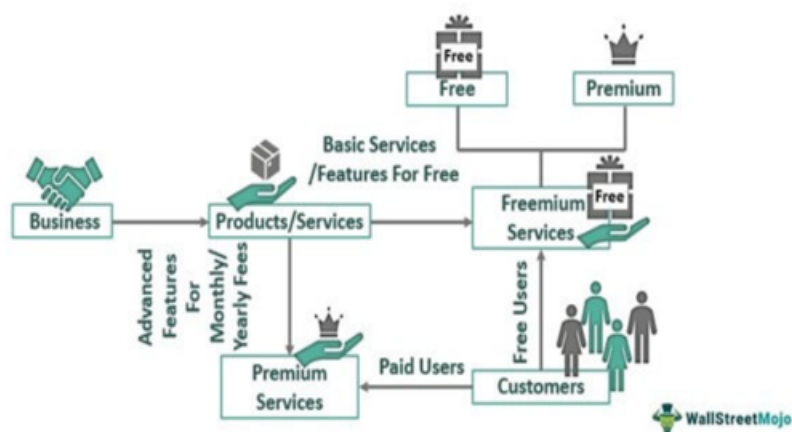 Free
Free
Premium
Basic Services
/Features For Free
Free
Business
Products/Services
Freemium
Services
Advanced
Features
For
Monthly/
Yearly Fees
Free Users
Premium
Services
Paid Users
Customers
WallStreetMojo